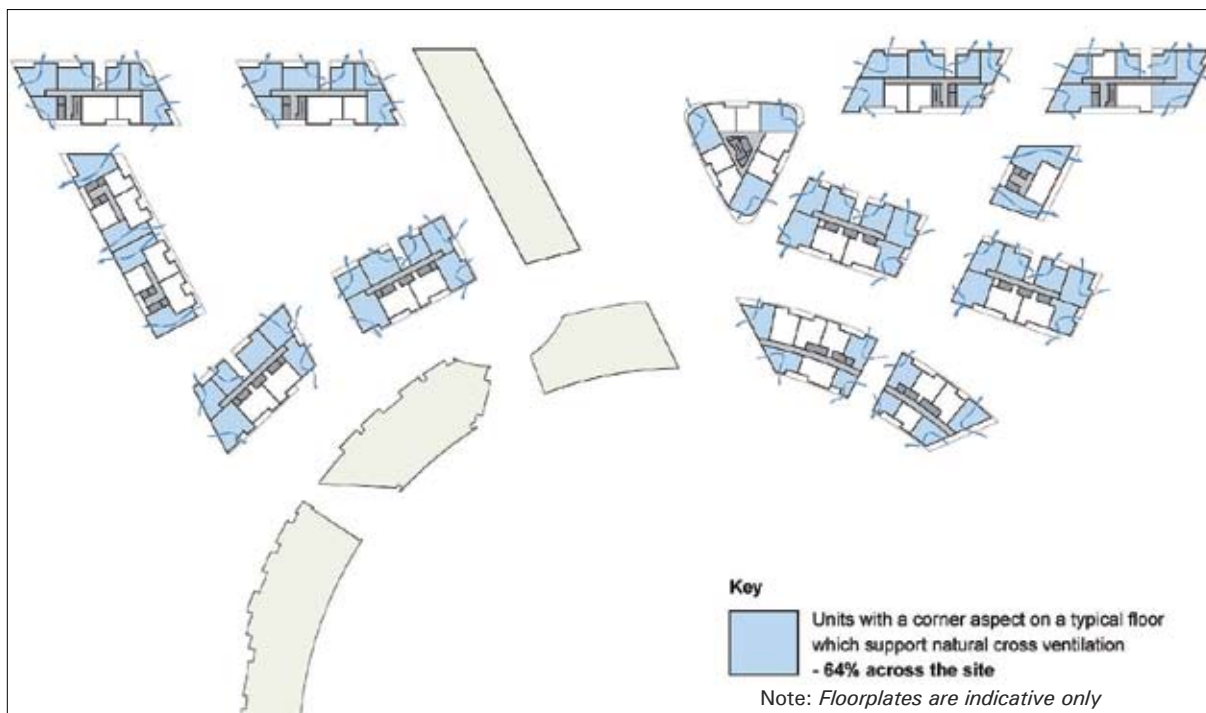 Key
Units with a corner aspect on a typical floor
which support natural cross ventilation
- 64% across the site
Note: Floorplates are indicative only